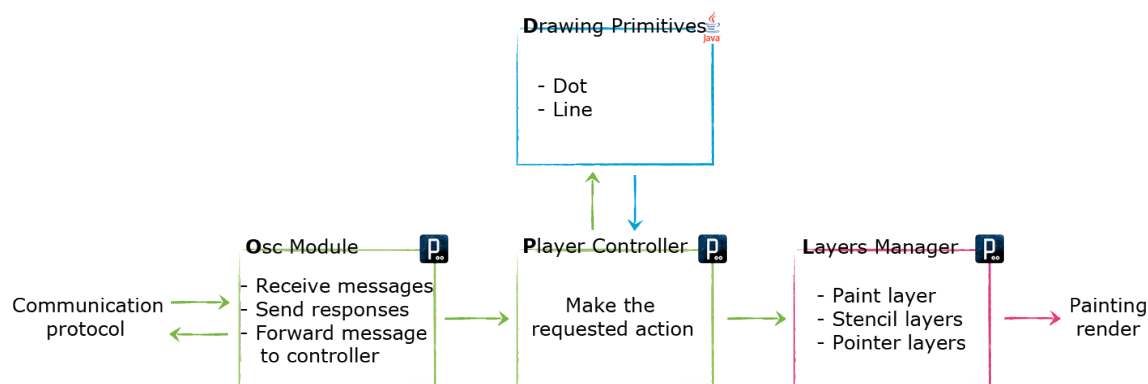 Drawing Primitives
Java
- Dot
- Line
Osc Module
- Receive messages
- Send responses
- Forward message
to controller
Player Controller
Make the
requested action
Layers Manager
- Paint layer
- Stencil layers
- Pointer layers
Communication
protocol
Painting
render